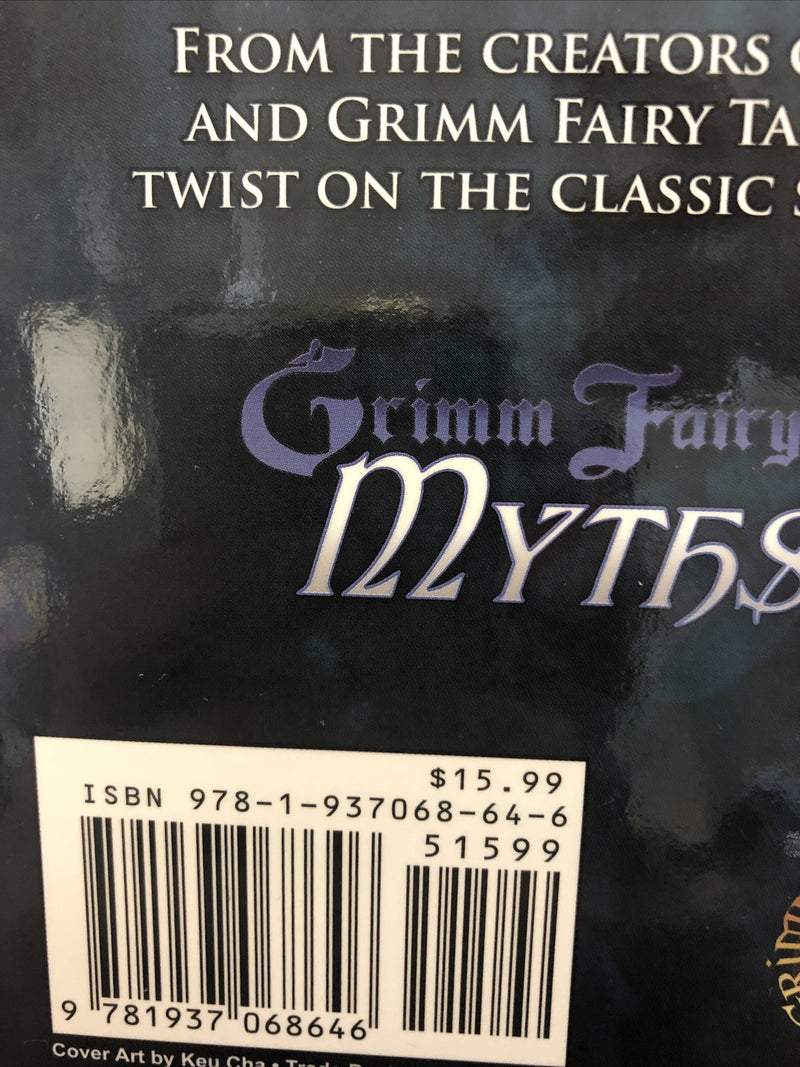 FROM THE CREATORS
AND GRIMM FAIRY
TWIST ON THE CLASSIC
Grimm Fairy
MYTHS
$15.99
ISBN 978-1-937068-64-6
51599
9 781937 068646
Cover Art by Keu Cha •